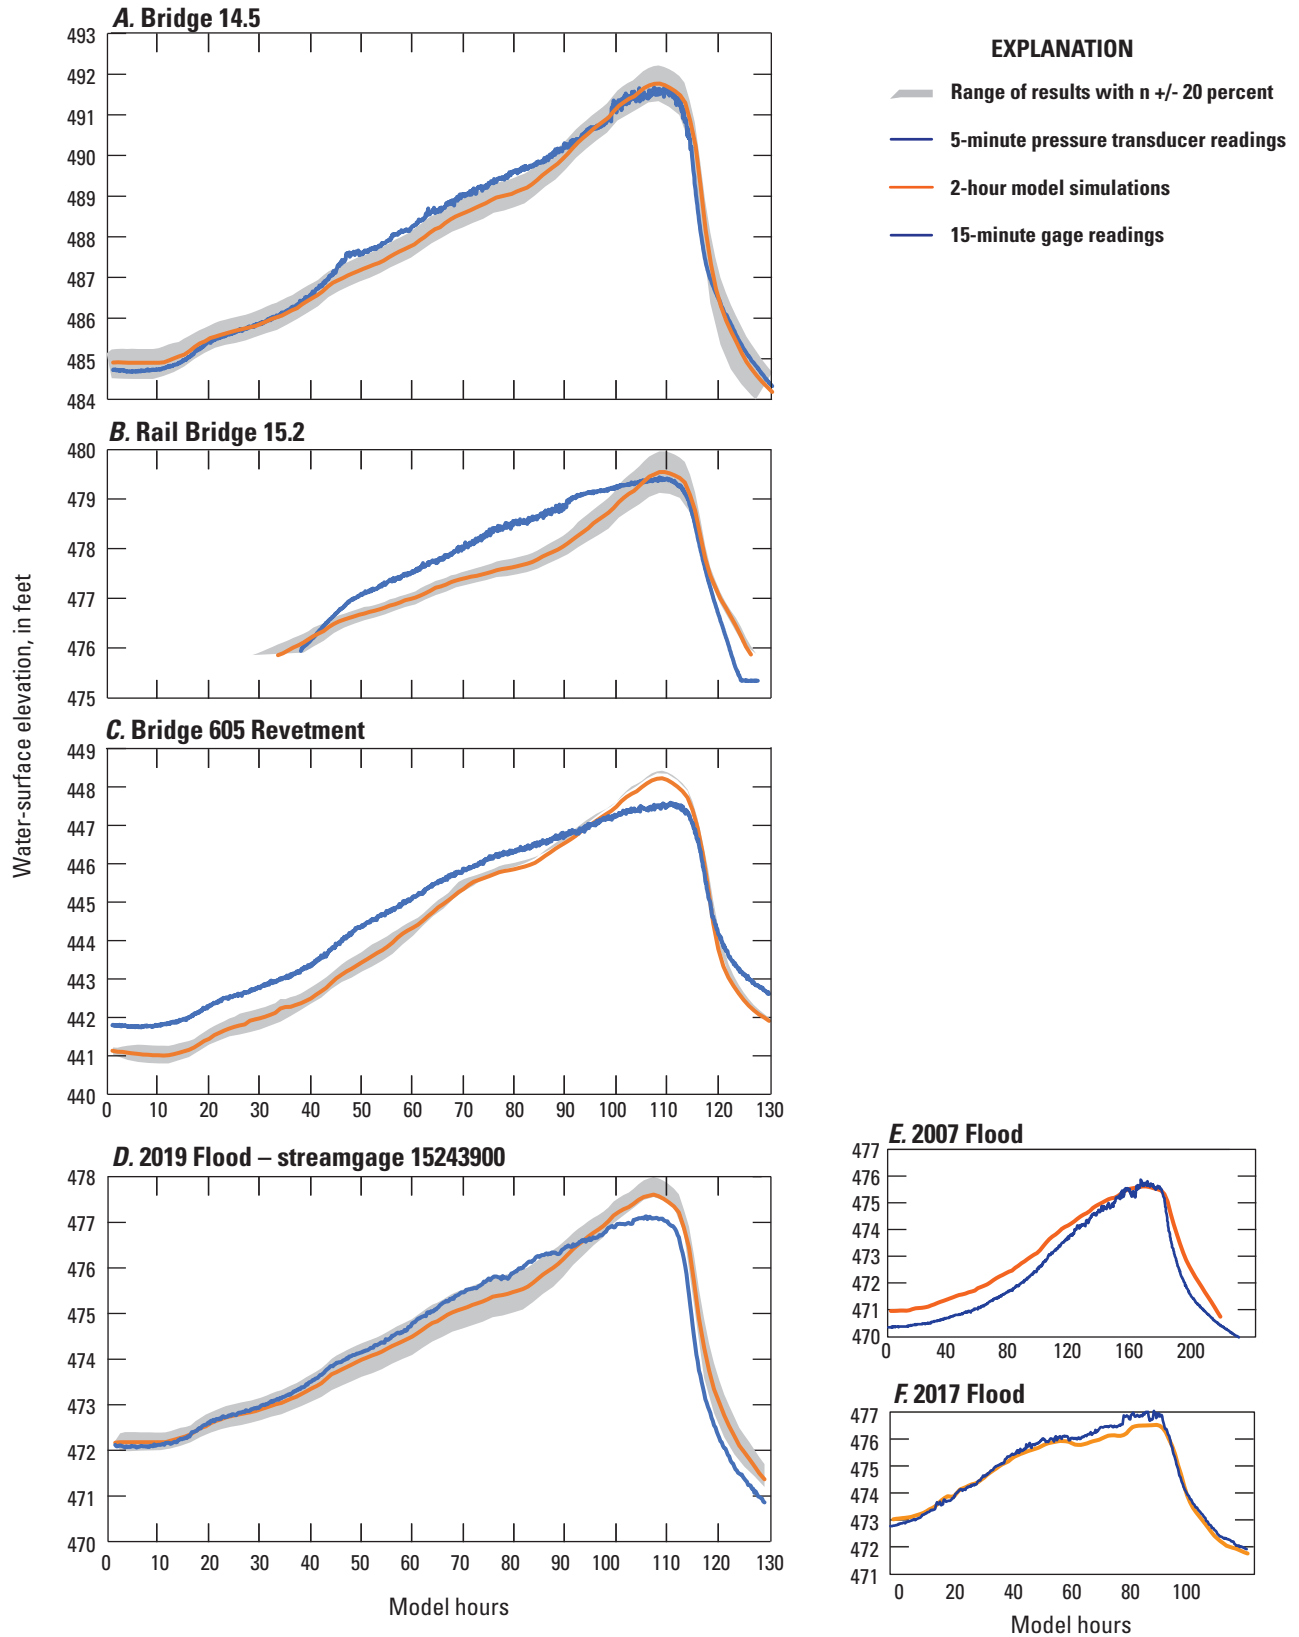 A. Bridge 14.5
493
492
491
490
489
488
487
486
485
484
EXPLANATION
Range of results with n +/- 20 percent
5-minute pressure transducer readings
2-hour model simulations
15-minute gage readings
B. Rail Bridge 15.2
480
479
478
477
476
475
Water-surface elevation, in feet
C. Bridge 605 Revetment
449
448
447
446
445
444
443
442
441
440
0 10 20 30 40 50 60 70 80 90 100 110 120 130
D. 2019 Flood – streamgage 15243900
478
477
476
475
474
473
472
471
470
0 10 20 30 40 50 60 70 80 90 100 110 120 130
Model hours
E. 2007 Flood
477
476
475
474
473
472
471
470
0 40 80 120 160 200
F. 2017 Flood
477
476
475
474
473
472
471
0 20 40 60 80 100
Model hours